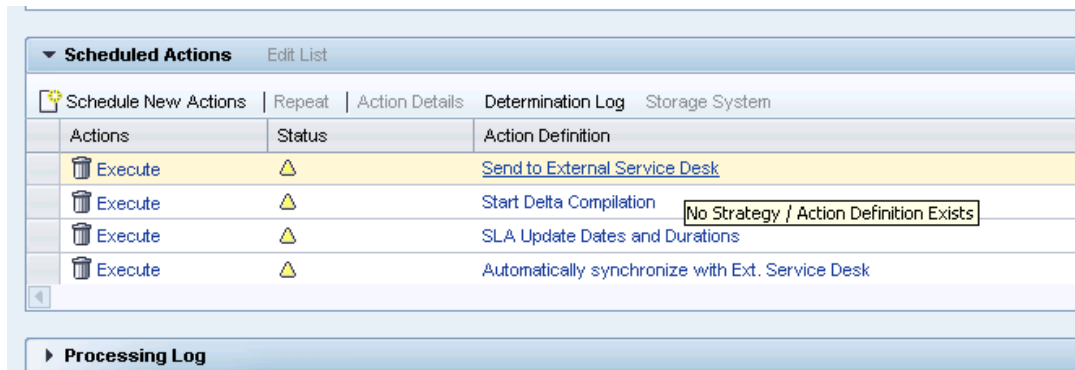 Scheduled Actions Edit List
Schedule New Actions | Repeat | Action Details Determination Log Storage System
Actions Status Action Definition
Execute Send to External Service Desk
Execute Start Delta Compilation
No Strategy / Action Definition Exists
Execute SLA Update Dates and Durations
Execute Automatically synchronize with Ext. Service Desk
Processing Log